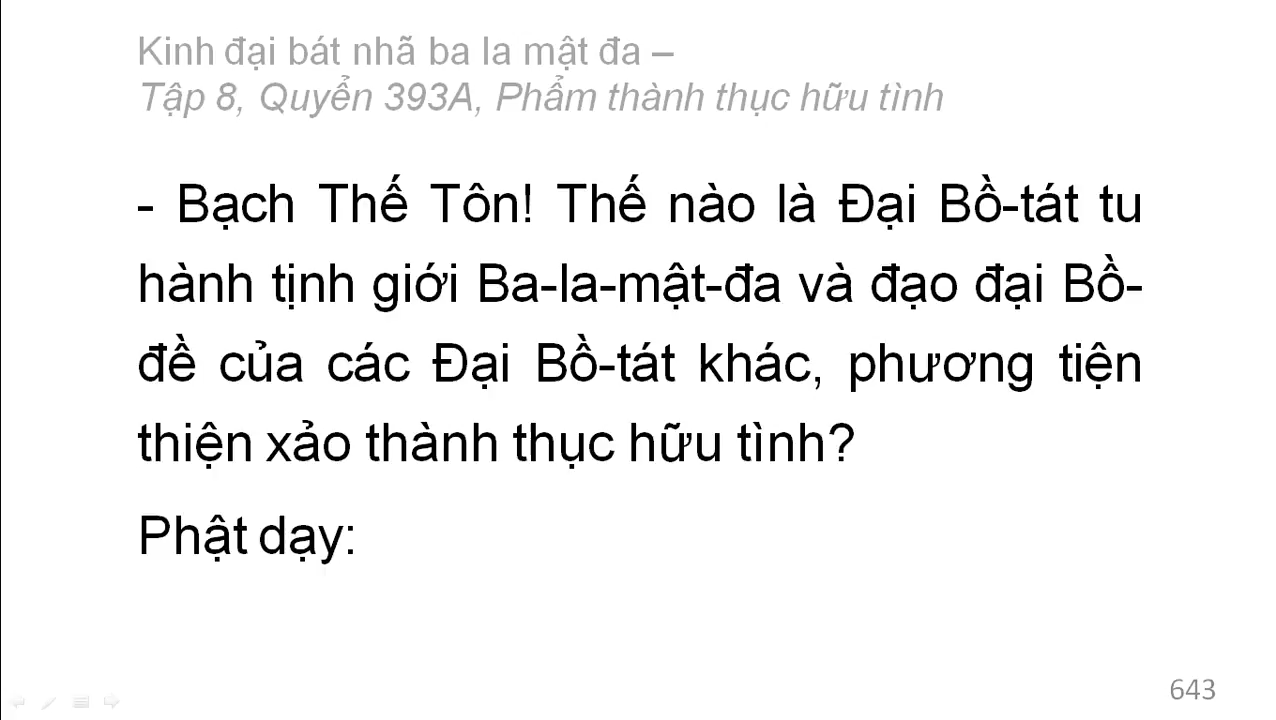 Kinh đại bát nhã ba la mật đa –
Tập 8, Quyển 393A, Phẩm thành thục hữu tình
- Bạch Thế Tôn! Thế nào là Đại Bồ-tát tu
hành tịnh giới Ba-la-mật-đa và đạo đại Bồ-
đề của các Đại Bồ-tát khác, phương tiện
thiện xảo thành thục hữu tình?
Phật dạy:
643